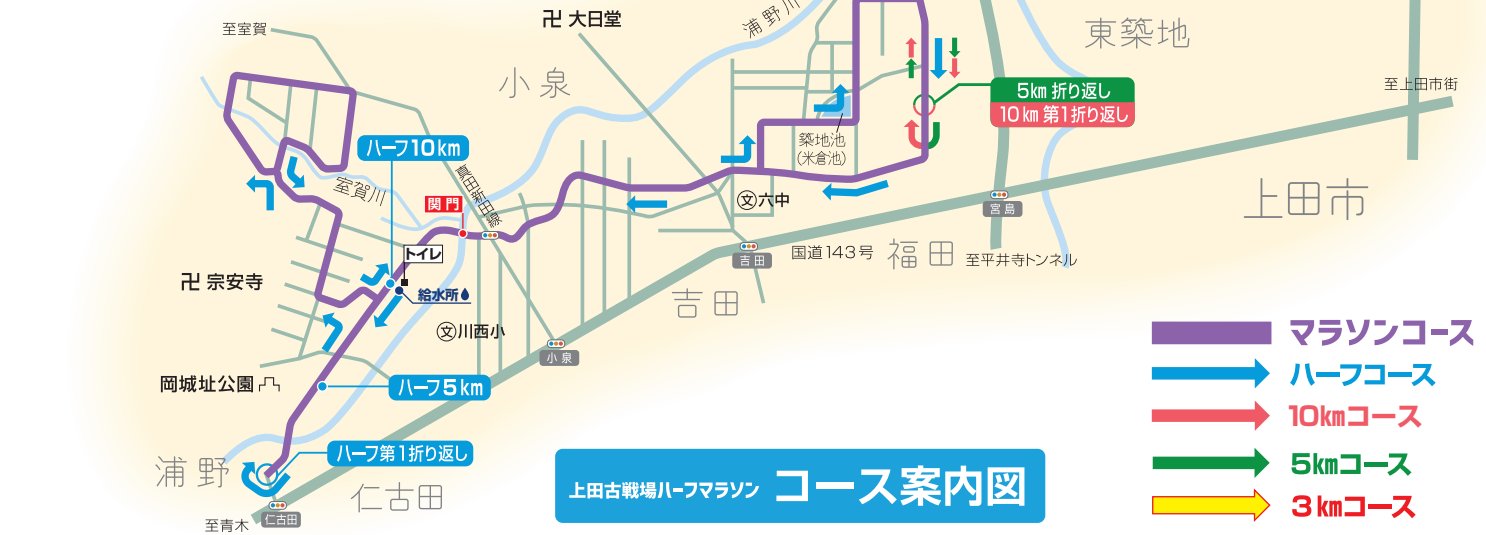 至室賀
卍 大日堂
浦野川
東築地
小泉
5km 折り返し
10km 第1折り返し
至上田市街
築地池
(米倉池)
ハーフ10km
真田新田線
室賀川
関門
文 六中
宮島
上田市
トイレ
卍 宗安寺
給水所
吉田
国道143号
福田
至平井寺トンネル
吉田
文 川西小
小泉
マラソンコース
ハーフコース
10kmコース
5kmコース
3kmコース
岡城址公園
ハーフ5km
ハーフ第1折り返し
浦野
仁古田
仁古田
至青木
上田古戦場ハーフマラソン コース案内図